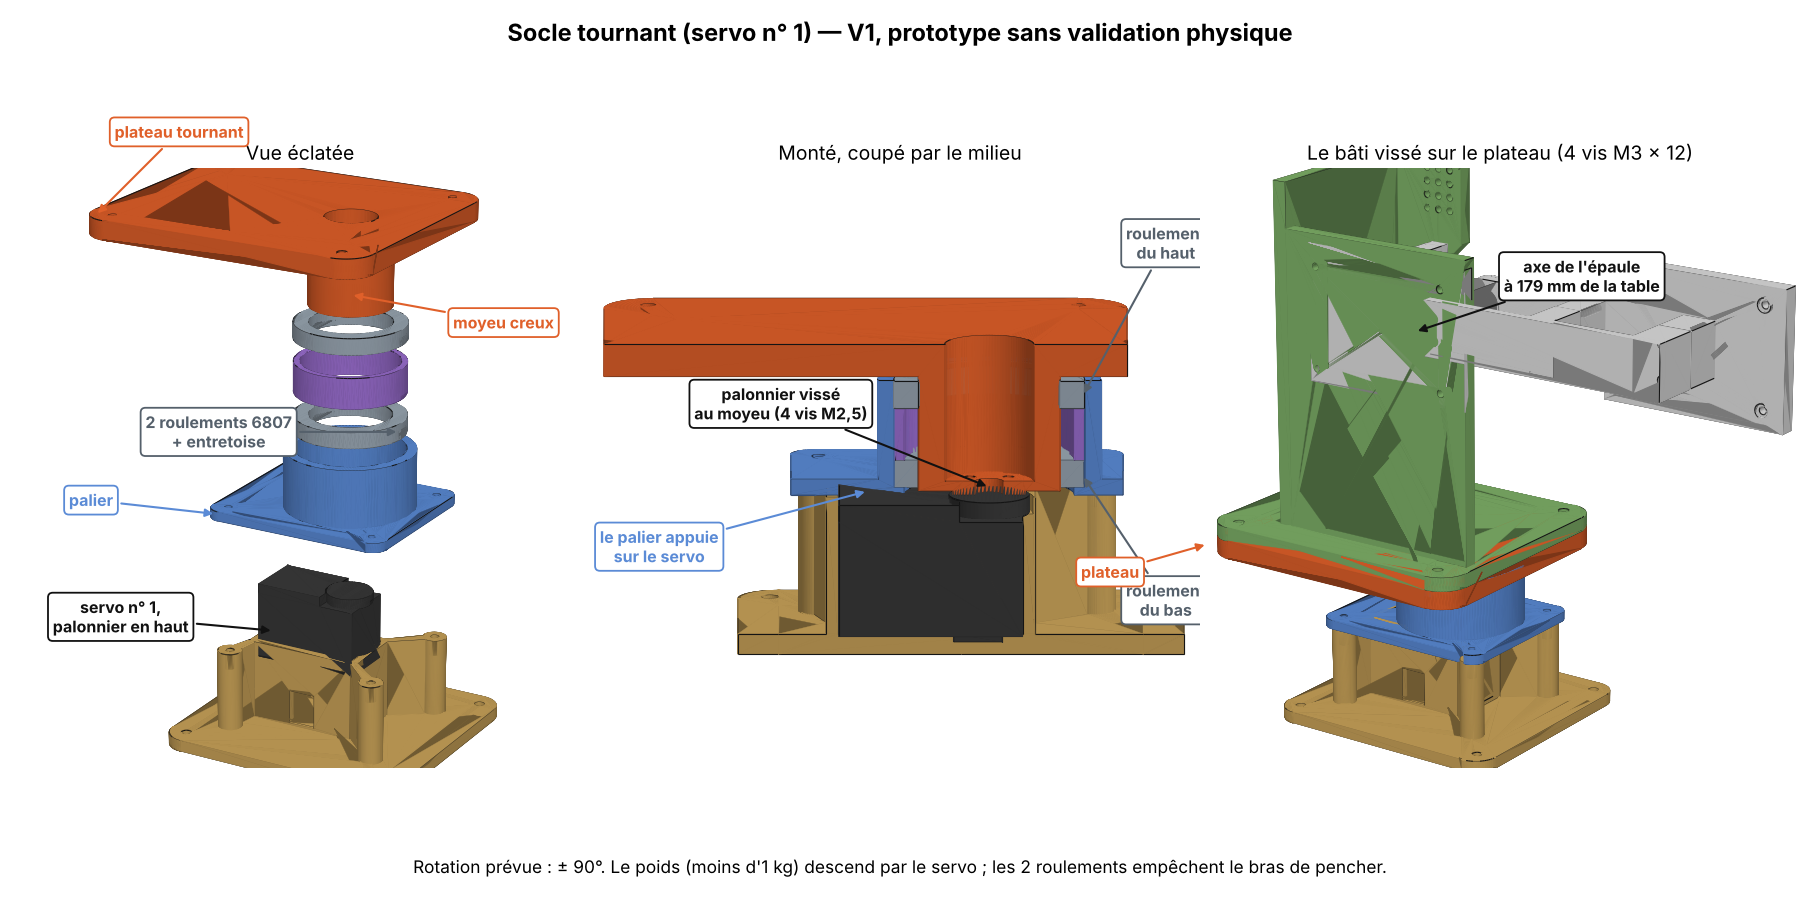 Socle tournant (servo n° 1) — V1, prototype sans validation physique
plateau tournant
Vue éclatée
moyeu creux
2 roulements 6807
+ entretoise
palier
servo n° 1,
palonnier en haut
Monté, coupé par le milieu
roulemen
du haut
palonnier vissé
au moyeu (4 vis M2,5)
le palier appuie
sur le servo
plateau
roulemen
du bas
Le bâti vissé sur le plateau (4 vis M3 × 12)
axe de l'épaule
à 179 mm de la table
Rotation prévue : ± 90°. Le poids (moins d'1 kg) descend par le servo ; les 2 roulements empêchent le bras de pencher.